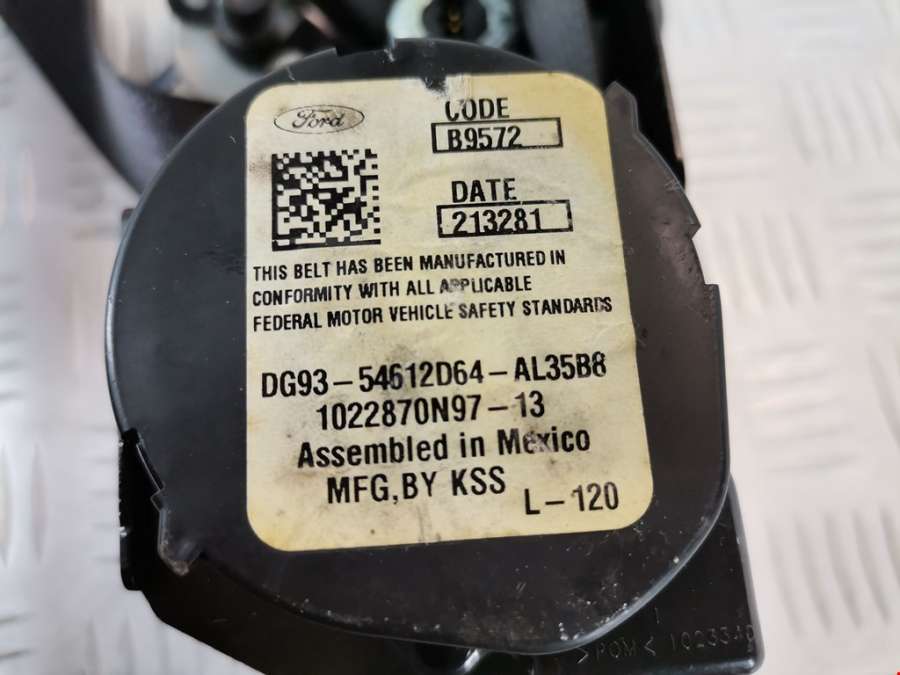 Ford
CODE
B9572
DATE
213281
THIS BELT HAS BEEN MANUFACTURED IN
CONFORMITY WITH ALL APPLICABLE
FEDERAL MOTOR VEHICLE SAFETY STANDARDS
DG93-54612D64-AL35B8
1022870N97-13
Assembled in Mexico
MFG,BY KSS
L-120
>POM<